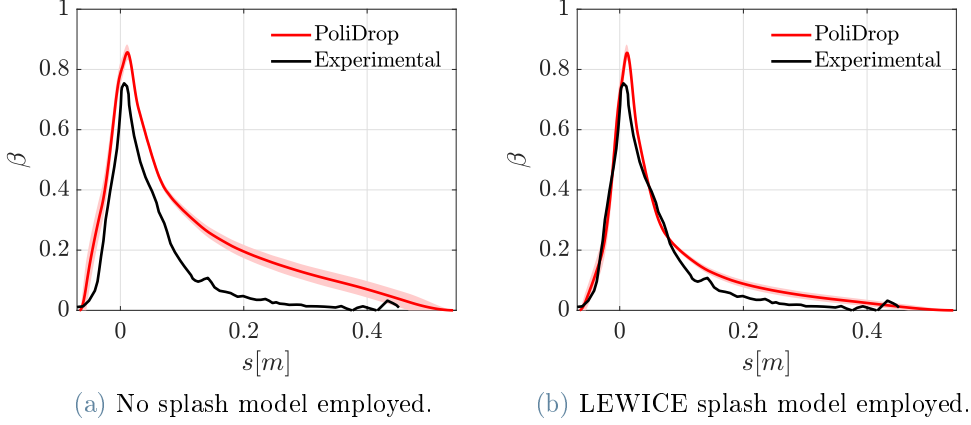 1
0.8
0.6
0.4
0.2
0
β
0 0.2 0.4
s[m]
PoliDrop
Experimental
(a) No splash model employed.
1
0.8
0.6
0.4
0.2
0
β
0 0.2 0.4
s[m]
PoliDrop
Experimental
(b) LEWICE splash model employed.